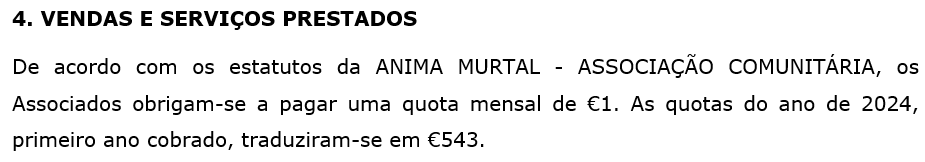 4. VENDAS E SERVIÇOS PRESTADOS
De acordo com os estatutos da ANIMA MURTAL - ASSOCIAÇÃO COMUNITÁRIA, os
Associados obrigam-se a pagar uma quota mensal de €1. As quotas do ano de 2024,
primeiro ano cobrado, traduziram-se em €543.